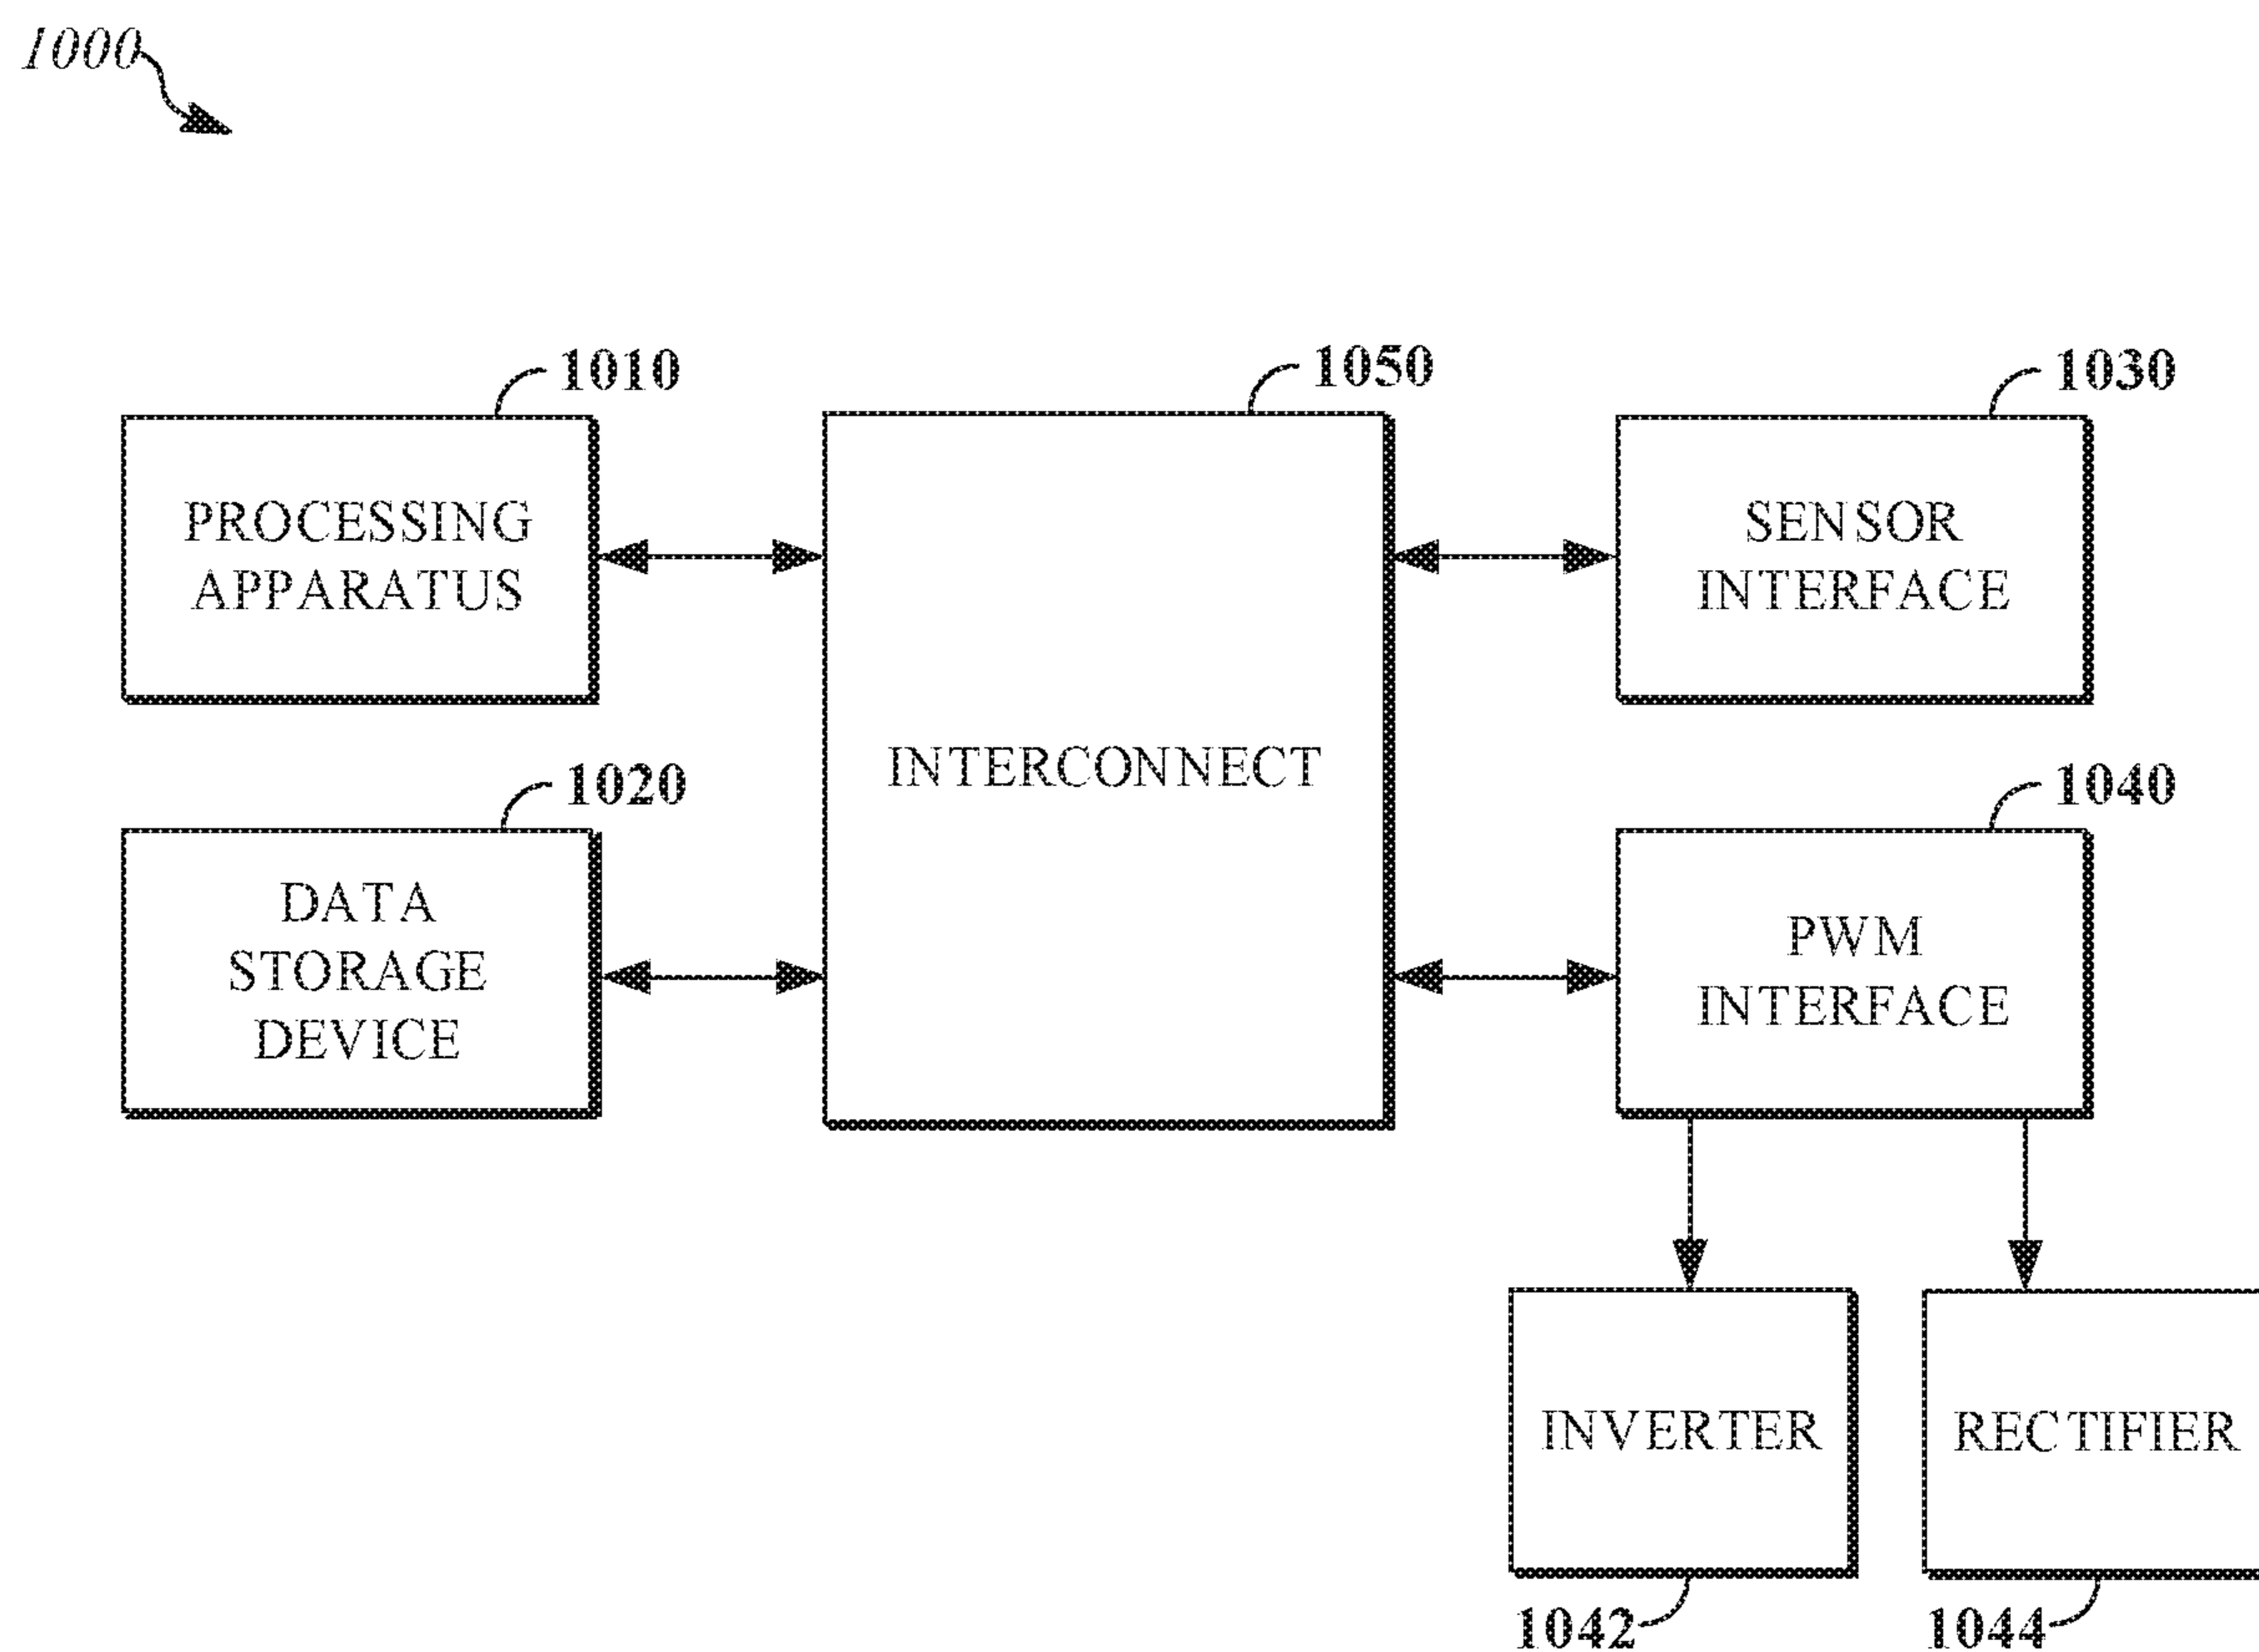 1000
1010
1050
1030
PROCESSING
APPARATUS
SENSOR
INTERFACE
INTERCONNECT
1020
1040
DATA
STORAGE
DEVICE
PWM
INTERFACE
INVERTER
RECTIFIER
1042
1044